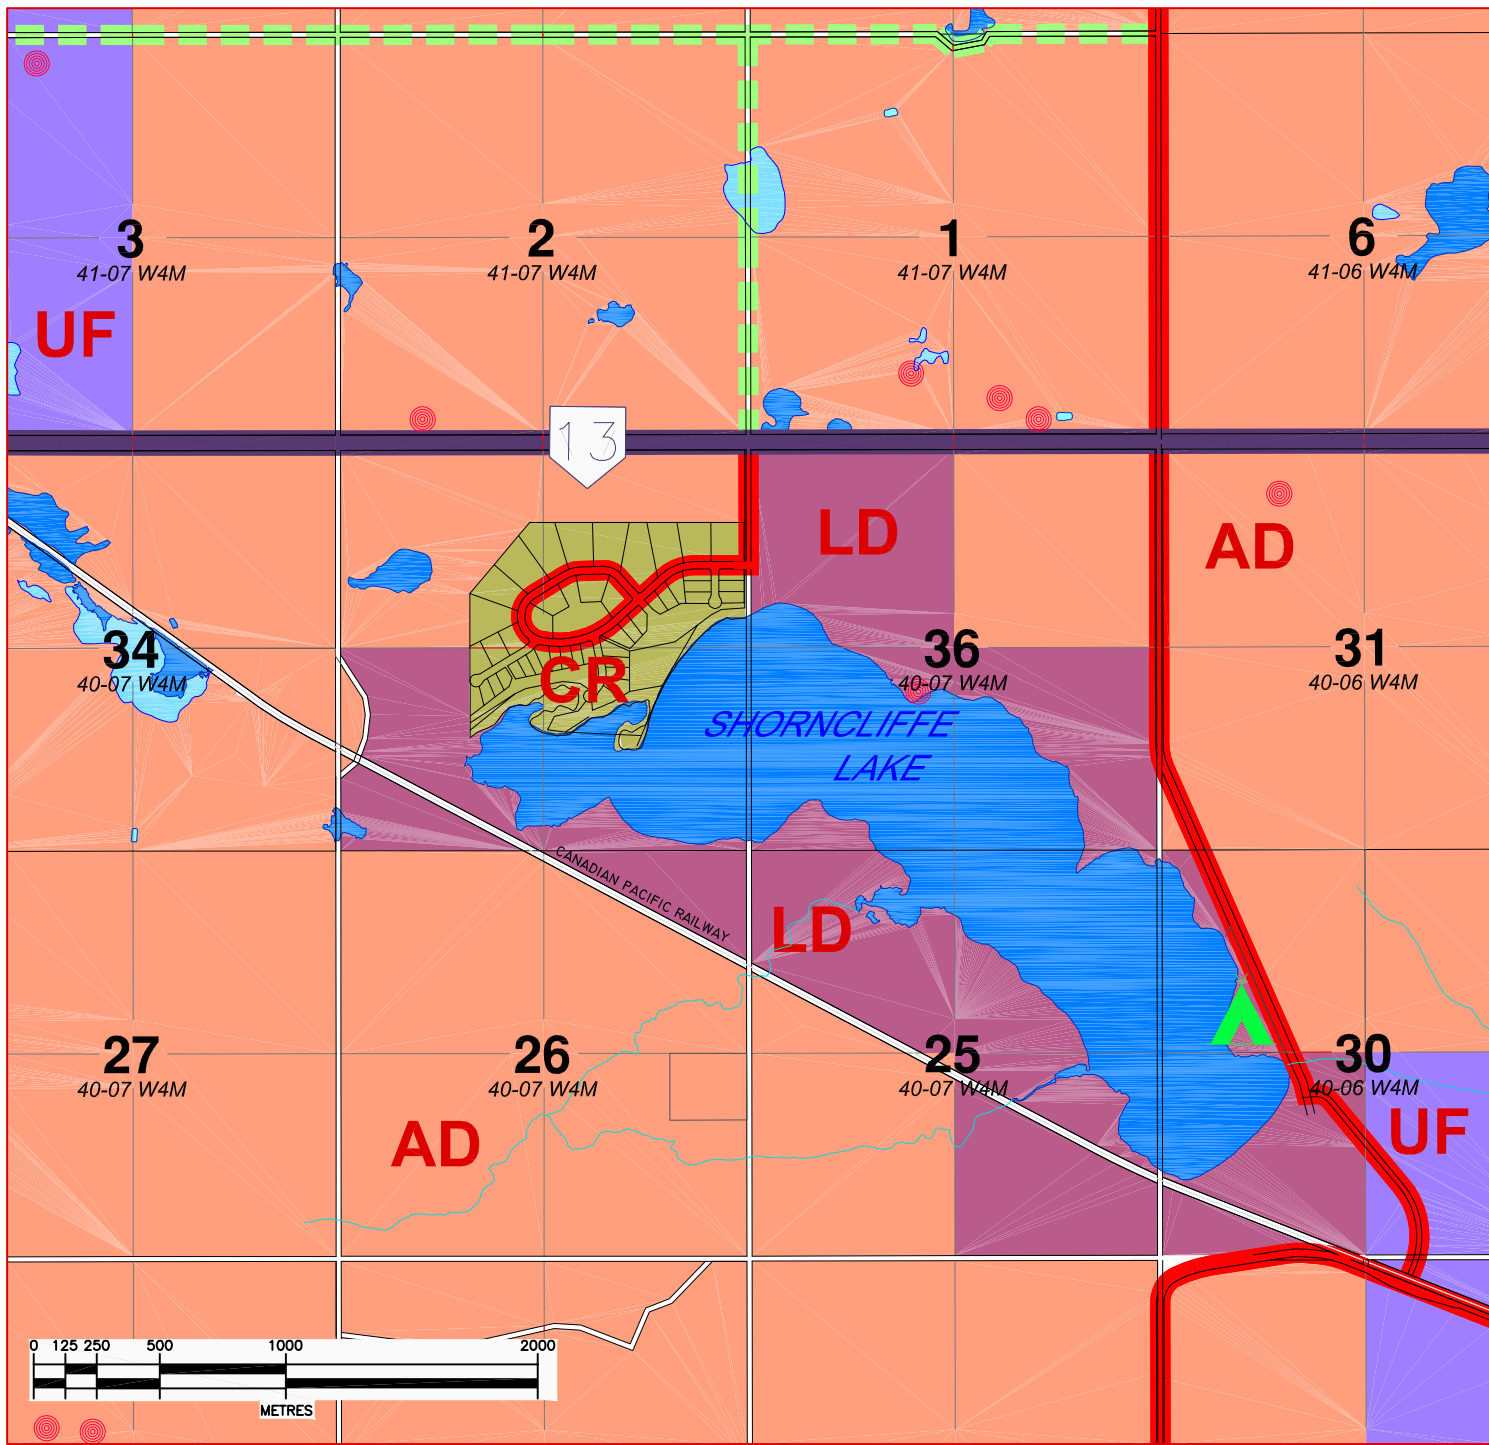 3
41-07 W4M
2
41-07 W4M
1
41-07 W4M
6
41-06 W4M
UF
13
LD
AD
34
40-07 W4M
CR
36
40-07 W4M
31
40-06 W4M
SHORNCLIFFE
LAKE
CANADIAN PACIFIC RAILWAY
LD
27
40-07 W4M
26
40-07 W4M
25
40-07 W4M
30
40-06 W4M
AD
UF
0 125 250 500 1000 2000
METRES